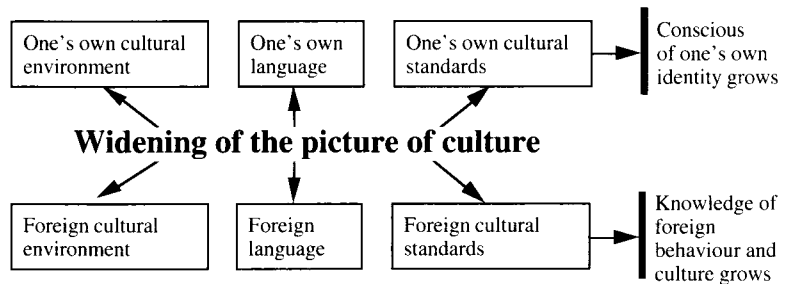 One's own cultural
environment
One's own
language
One's own cultural
standards
Conscious
of one's own
identity grows
Widening of the picture of culture
Foreign cultural
environment
Foreign
language
Foreign cultural
standards
Knowledge of
foreign
behaviour and
culture grows